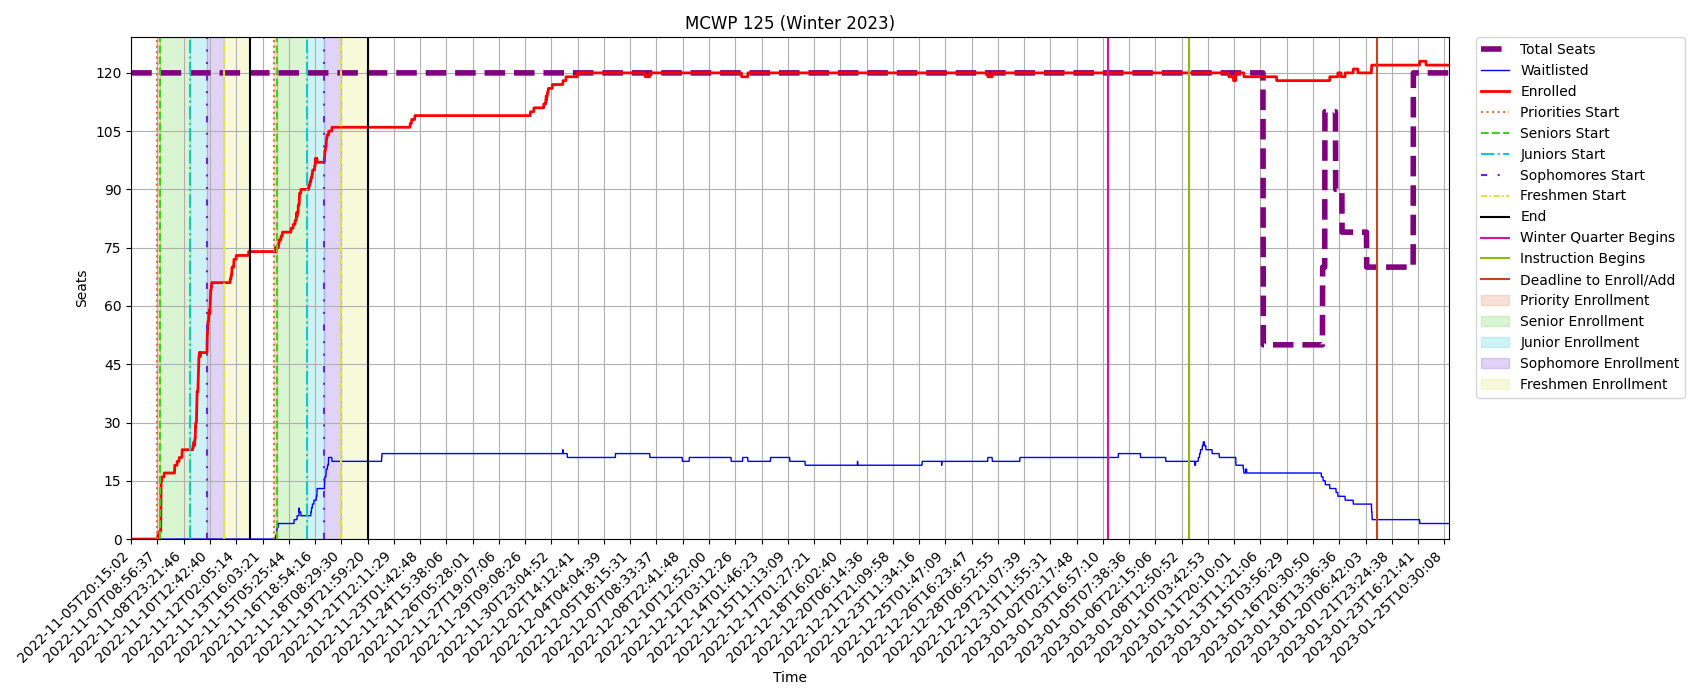 MCWP 125 (Winter 2023)
Seats
120
105
90
75
60
45
30
15
0
2022-11-05T20:15:02
2022-11-07T08:56:37
2022-11-08T23:21:46
2022-11-10T12:42:40
2022-11-12T02:05:14
2022-11-13T16:03:21
2022-11-15T05:25:44
2022-11-16T18:54:16
2022-11-18T08:29:30
2022-11-19T21:59:20
2022-11-21T12:11:29
2022-11-23T01:42:48
2022-11-24T15:38:06
2022-11-26T05:28:01
2022-11-27T19:07:06
2022-11-29T09:08:26
2022-11-30T23:04:52
2022-12-02T14:12:41
2022-12-04T04:04:39
2022-12-05T18:15:31
2022-12-07T08:33:37
2022-12-08T22:41:48
2022-12-10T12:52:00
2022-12-12T03:12:26
2022-12-14T01:46:23
2022-12-15T11:13:09
2022-12-17T01:27:21
2022-12-18T16:02:40
2022-12-20T06:14:36
2022-12-21T21:09:58
2022-12-23T11:34:16
2022-12-25T01:47:09
2022-12-26T16:23:47
2022-12-28T06:52:55
2022-12-29T21:07:39
2022-12-31T11:55:31
2023-01-02T02:17:48
2023-01-03T16:57:10
2023-01-05T07:38:36
2023-01-06T22:15:06
2023-01-08T12:50:52
2023-01-10T03:42:53
2023-01-11T20:10:01
2023-01-13T11:21:06
2023-01-15T03:56:29
2023-01-16T20:30:50
2023-01-18T13:36:36
2023-01-20T06:42:03
2023-01-21T23:24:38
2023-01-23T16:21:41
2023-01-25T10:30:08
Time
Total Seats
Waitlisted
Enrolled
Priorities Start
Seniors Start
Juniors Start
Sophomores Start
Freshmen Start
End
Winter Quarter Begins
Instruction Begins
Deadline to Enroll/Add
Priority Enrollment
Senior Enrollment
Junior Enrollment
Sophomore Enrollment
Freshmen Enrollment